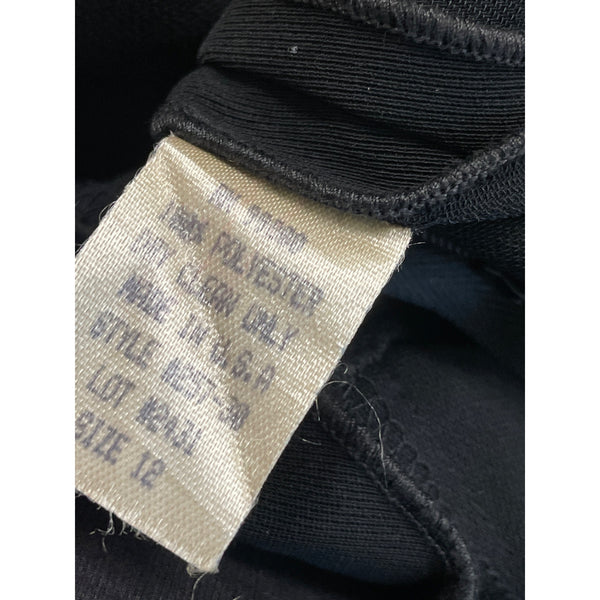 100% POLYESTER
DRY CLEAN ONLY
MADE IN U.S.A
STYLE
LOT
SIZE 12